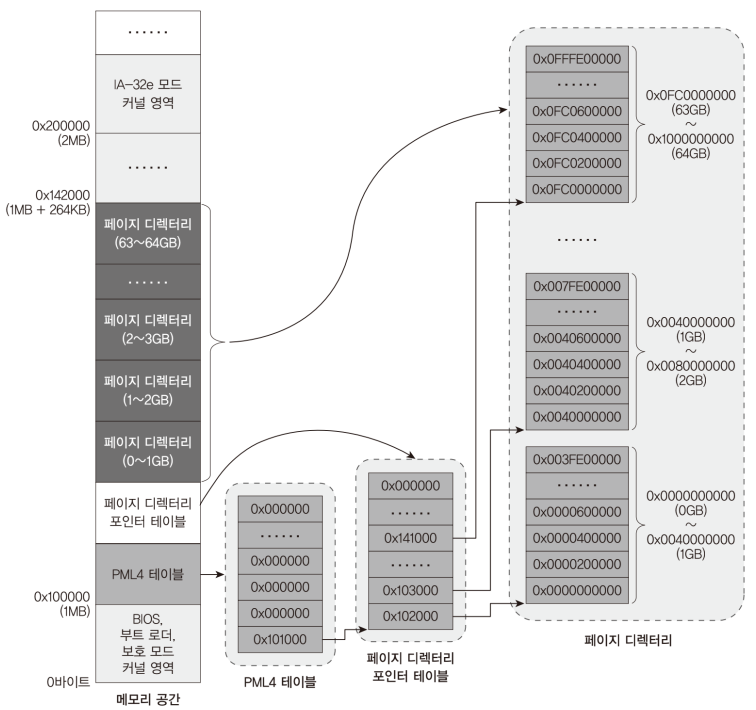 ······
IA-32e 모드
커널 영역
0x200000
(2MB)
······
0x142000
(1MB + 264KB)
페이지 디렉터리
(63~64GB)
······
페이지 디렉터리
(2~3GB)
페이지 디렉터리
(1~2GB)
페이지 디렉터리
(0~1GB)
페이지 디렉터리
포인터 테이블
PML4 테이블
0x100000
(1MB)
BIOS,
부트 로더,
보호 모드
커널 영역
0바이트
메모리 공간
0x000000
······
0x000000
0x000000
0x000000
0x101000
PML4 테이블
0x000000
······
0x141000
······
0x103000
0x102000
페이지 디렉터리
포인터 테이블
0x0FFFE00000
······
0x0FC0600000
0x0FC0400000
0x0FC0200000
0x0FC0000000
0x0FC0000000
(63GB)
~
0x1000000000
(64GB)
······
0x007FE00000
······
0x0040600000
0x0040400000
0x0040200000
0x0040000000
0x0040000000
(1GB)
~
0x0080000000
(2GB)
0x003FE00000
······
0x0000600000
0x0000400000
0x0000200000
0x0000000000
0x0000000000
(0GB)
~
0x0040000000
(1GB)
페이지 디렉터리